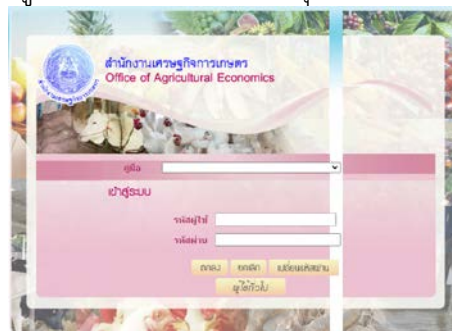 สำนักงานเศรษฐกิจการเกษตร
Office of Agricultural Economics
คู่มือ
เข้าสู่ระบบ
รหัสผู้ใช้
รหัสผ่าน
ตกลง ยกเลิก เปลี่ยนรหัสผ่าน
ผู้ใช้ทั่วไป